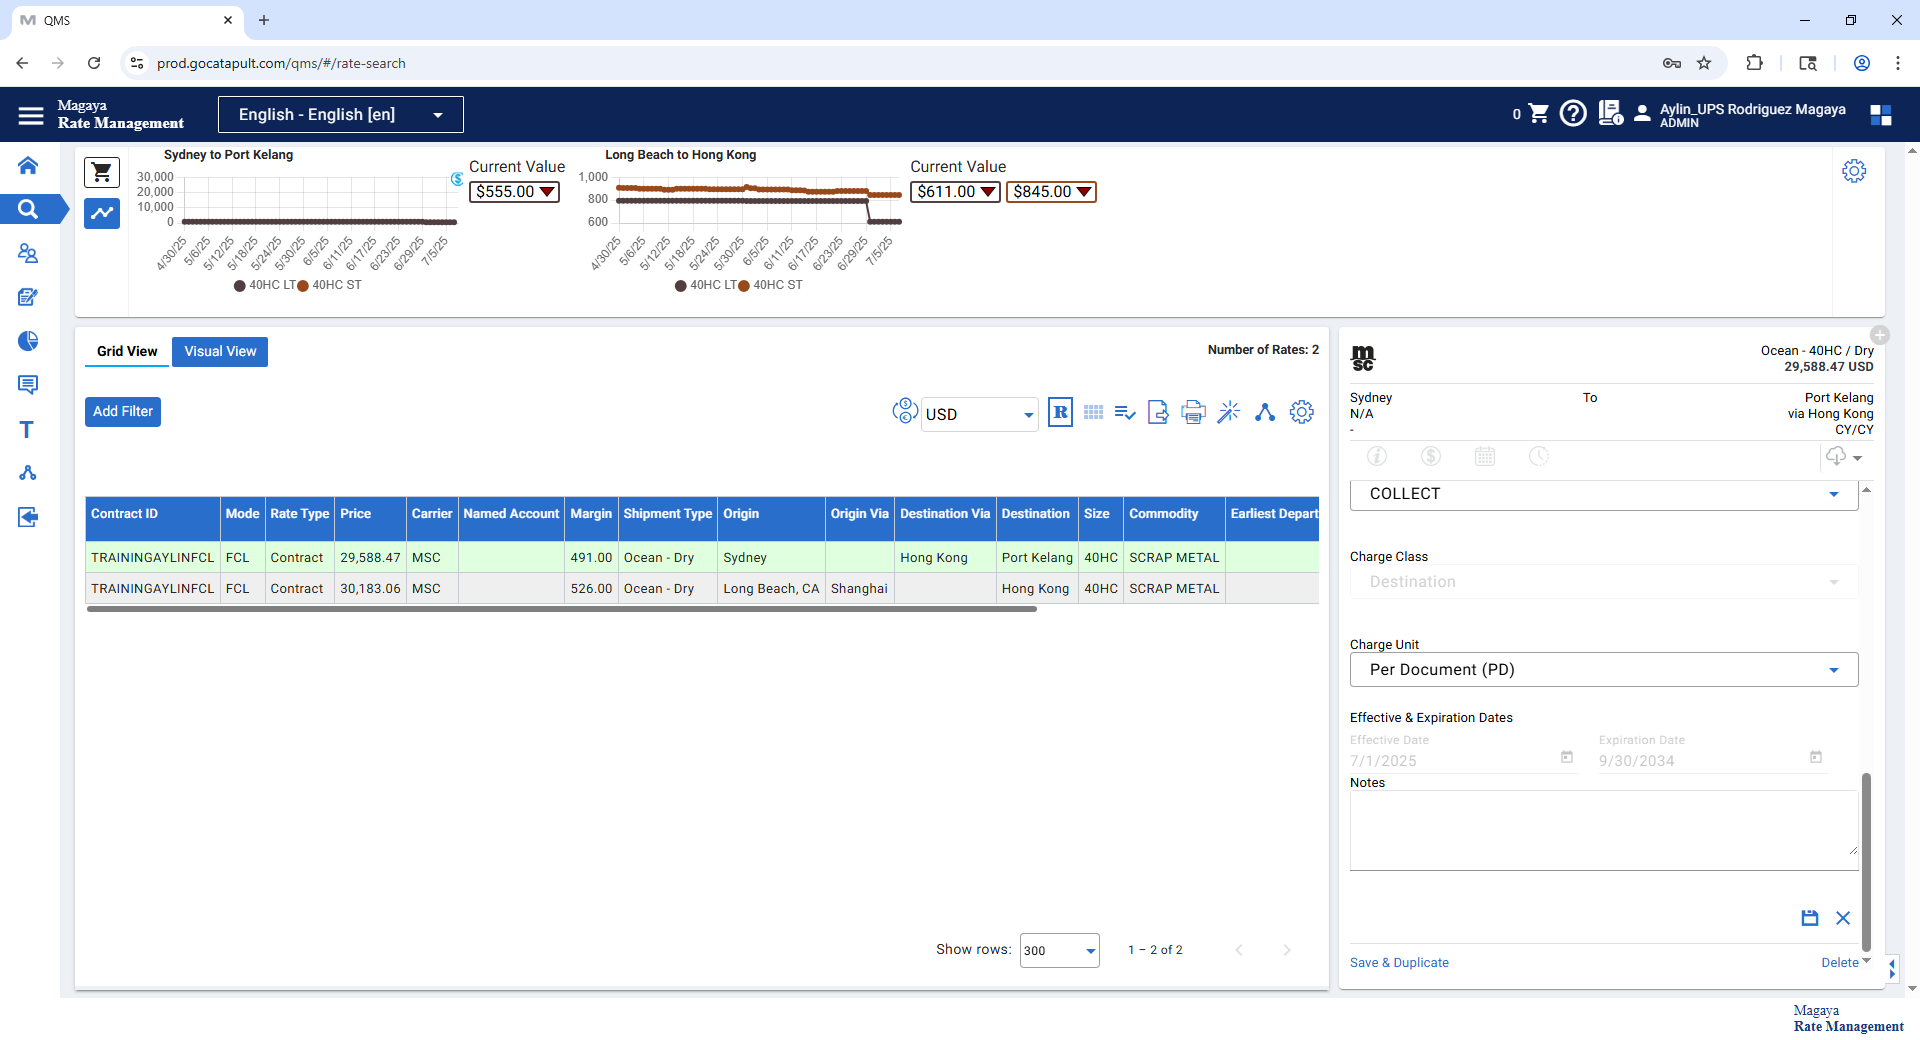 QMS
prod.gocatapult.com/qms/#/rate-search
Magaya
Rate Management
English - English [en]
0
Aylin_UPS Rodriguez Magaya
ADMIN
Sydney to Port Kelang
30,000
20,000
10,000
0
4/30/25
5/6/25
5/12/25
5/18/25
5/24/25
5/30/25
6/5/25
6/11/25
6/17/25
6/23/25
6/29/25
7/5/25
40HC LT
40HC ST
Current Value
$555.00
Long Beach to Hong Kong
1,000
800
600
4/30/25
5/6/25
5/12/25
5/18/25
5/24/25
5/30/25
6/5/25
6/11/25
6/17/25
6/23/25
6/29/25
7/5/25
40HC LT
40HC ST
Current Value
$611.00
$845.00
Grid View
Visual View
Number of Rates: 2
Add Filter
USD
R
Contract ID Mode Rate Type Price Carrier Named Account Margin Shipment Type Origin Origin Via Destination Via Destination Size Commodity Earliest Depart
TRAININGAYLINFCL FCL Contract 29,588.47 MSC 491.00 Ocean - Dry Sydney Hong Kong Port Kelang 40HC SCRAP METAL
TRAININGAYLINFCL FCL Contract 30,183.06 MSC 526.00 Ocean - Dry Long Beach, CA Shanghai Hong Kong 40HC SCRAP METAL
Show rows: 300 1 – 2 of 2
msc
Ocean - 40HC / Dry
29,588.47 USD
Sydney To Port Kelang
N/A via Hong Kong
- CY/CY
COLLECT
Charge Class
Destination
Charge Unit
Per Document (PD)
Effective & Expiration Dates
Effective Date Expiration Date
7/1/2025 9/30/2034
Notes
Save & Duplicate Delete
Magaya
Rate Management